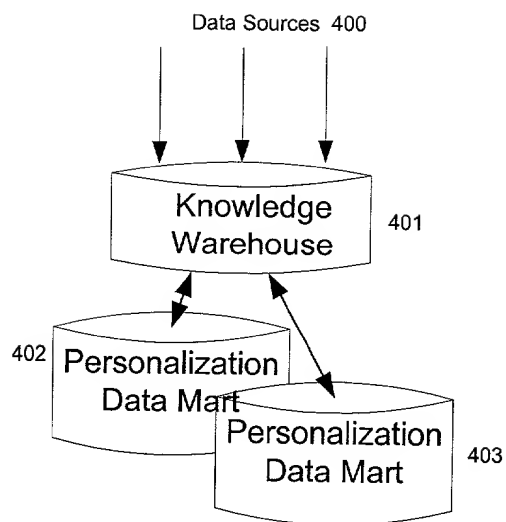 Data Sources 400
Knowledge
Warehouse
401
402
Personalization
Data Mart
Personalization
Data Mart
403